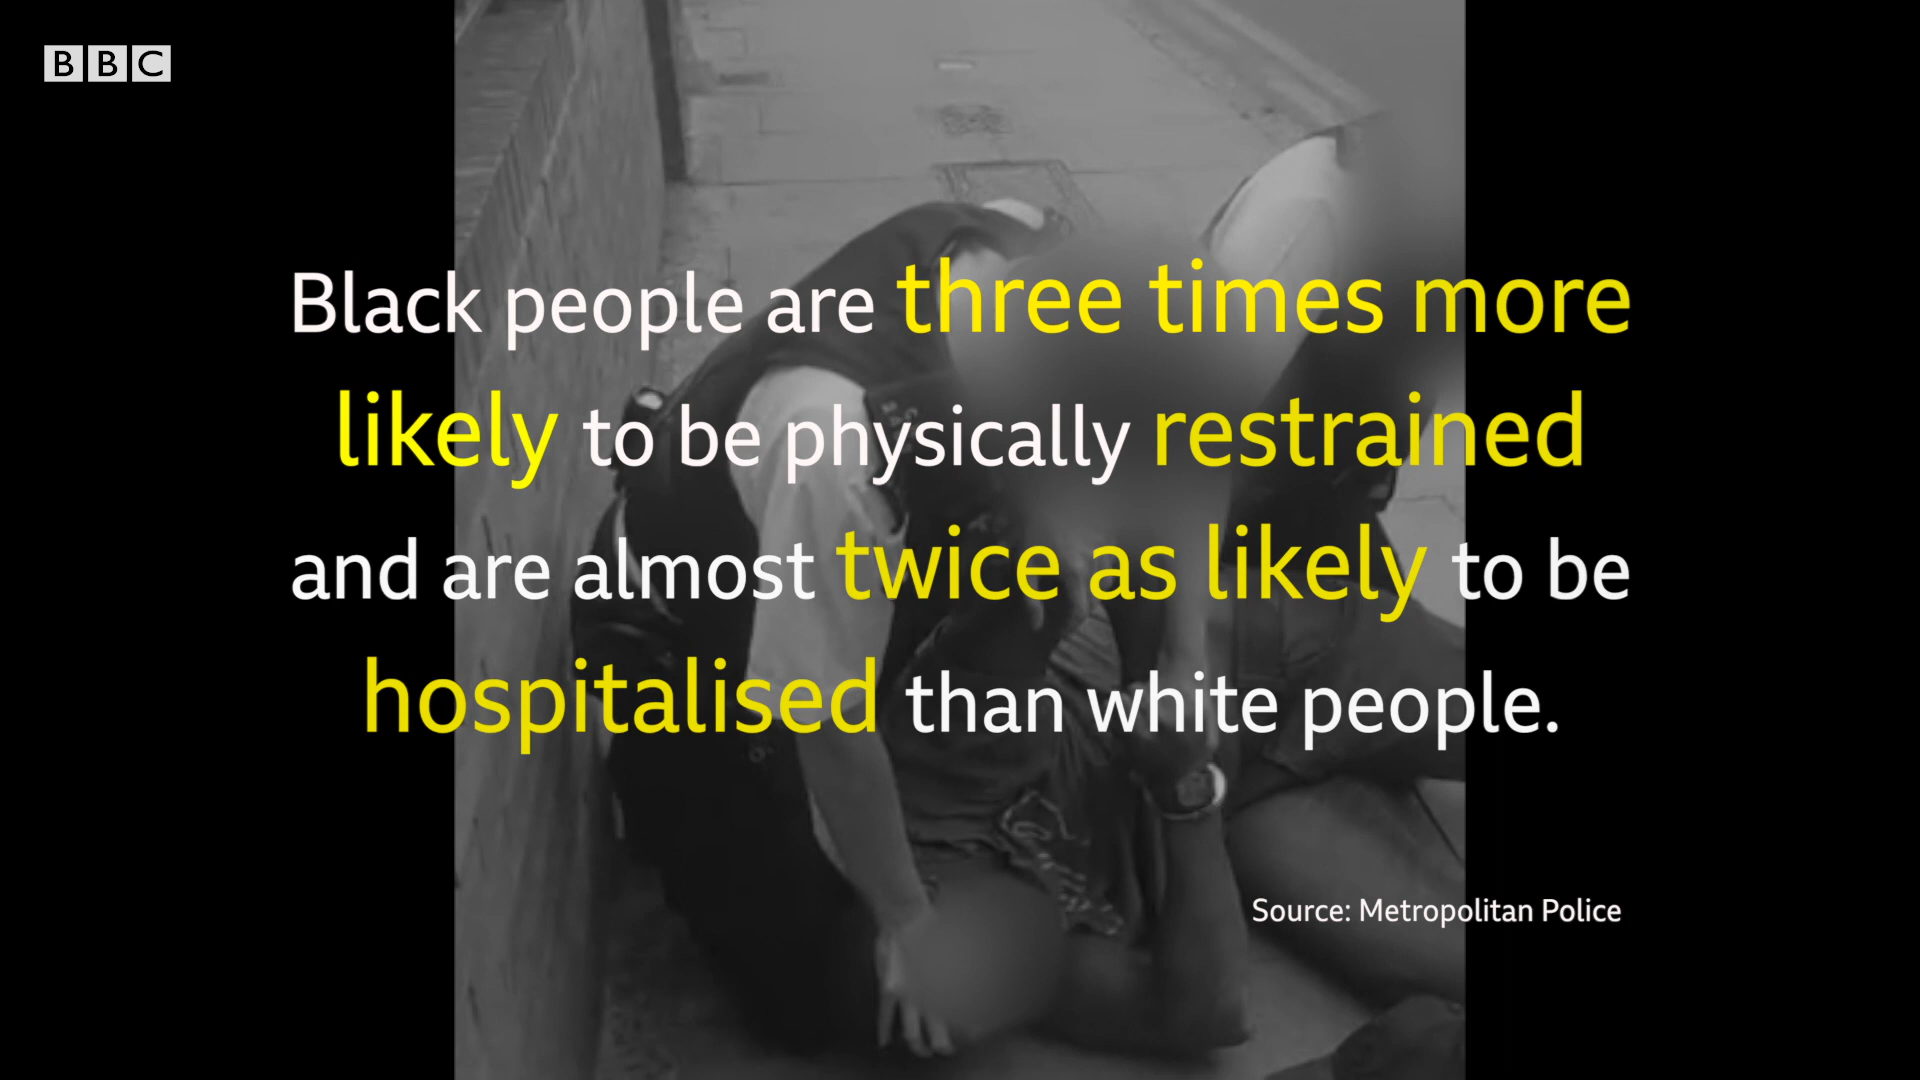 BBC
Black people are three times more
likely to be physically restrained
and are almost twice as likely to be
hospitalised than white people.
Source: Metropolitan Police